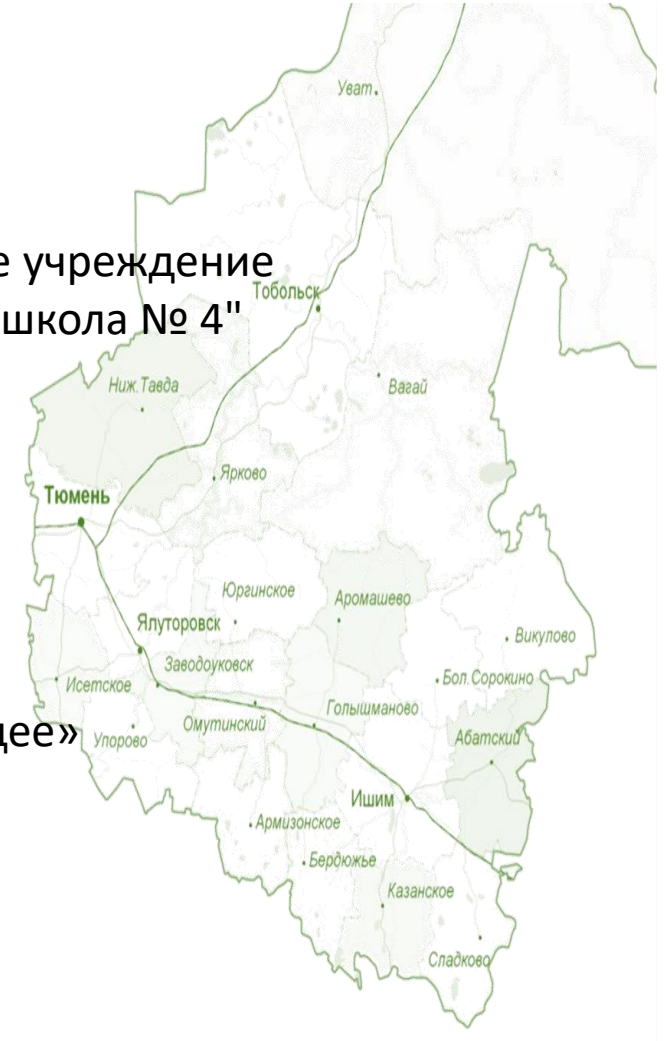 Уват
е учреждение
Тобольск
школа № 4"
Ниж.Тавда
Вагай
Ярково
Тюмень
Юргинское
Аромашево
Ялуторовск
Викулово
Заводоуковск
Бол.Сорокино
Исетское
Голышманово
Омутинский
щее»
Упорово
Абатский
Ишим
Армизонское
Бердюжье
Казанское
Сладково